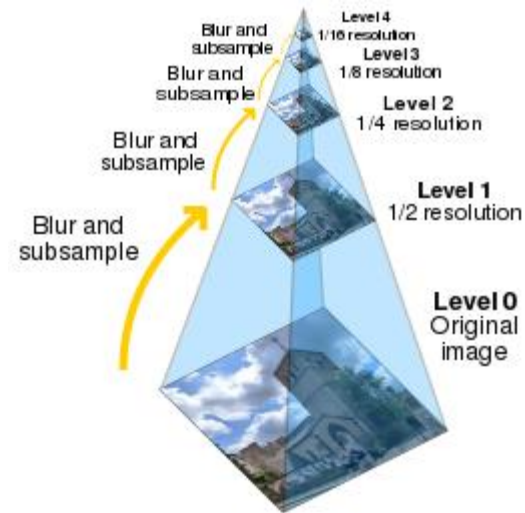 Level 4
1/16 resolution
Blur and
subsample
Level 3
1/8 resolution
Blur and
subsample
Level 2
1/4 resolution
Blur and
subsample
Level 1
1/2 resolution
Blur and
subsample
Level 0
Original
image